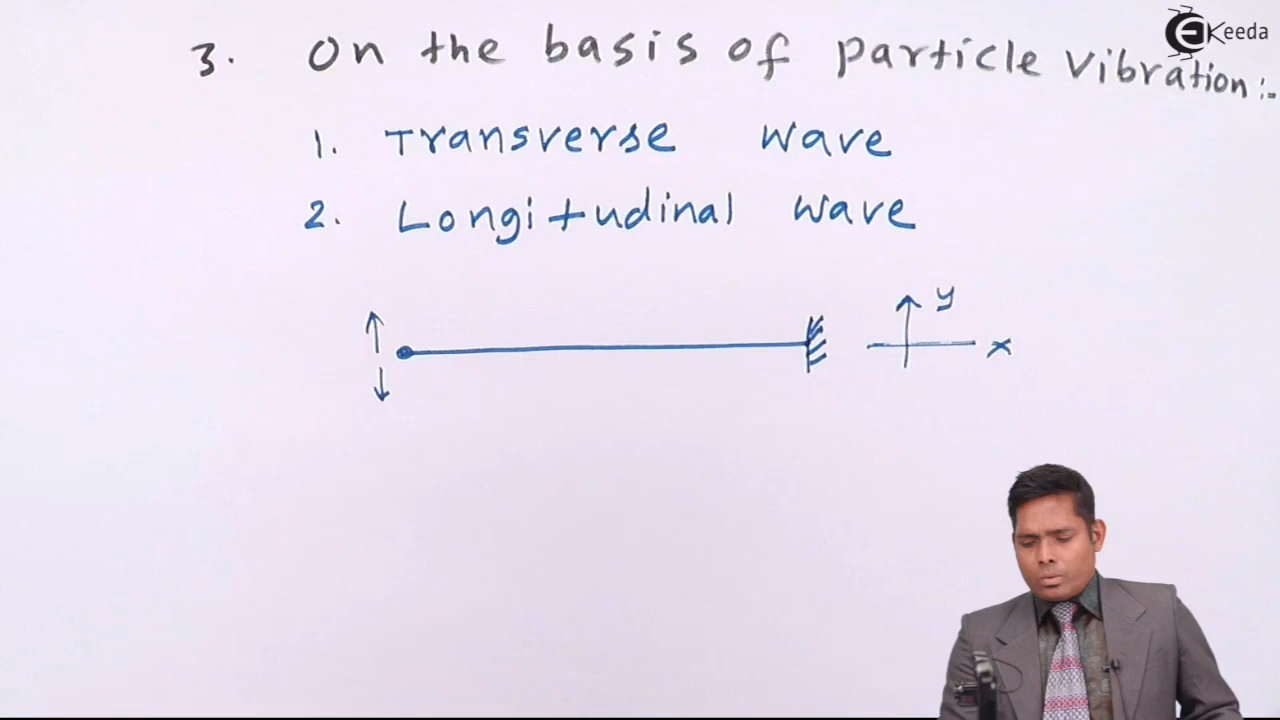 EKeeda
3. on the basis of particle vibration :-
1. Transverse wave
2. Longitudinal wave
y
x